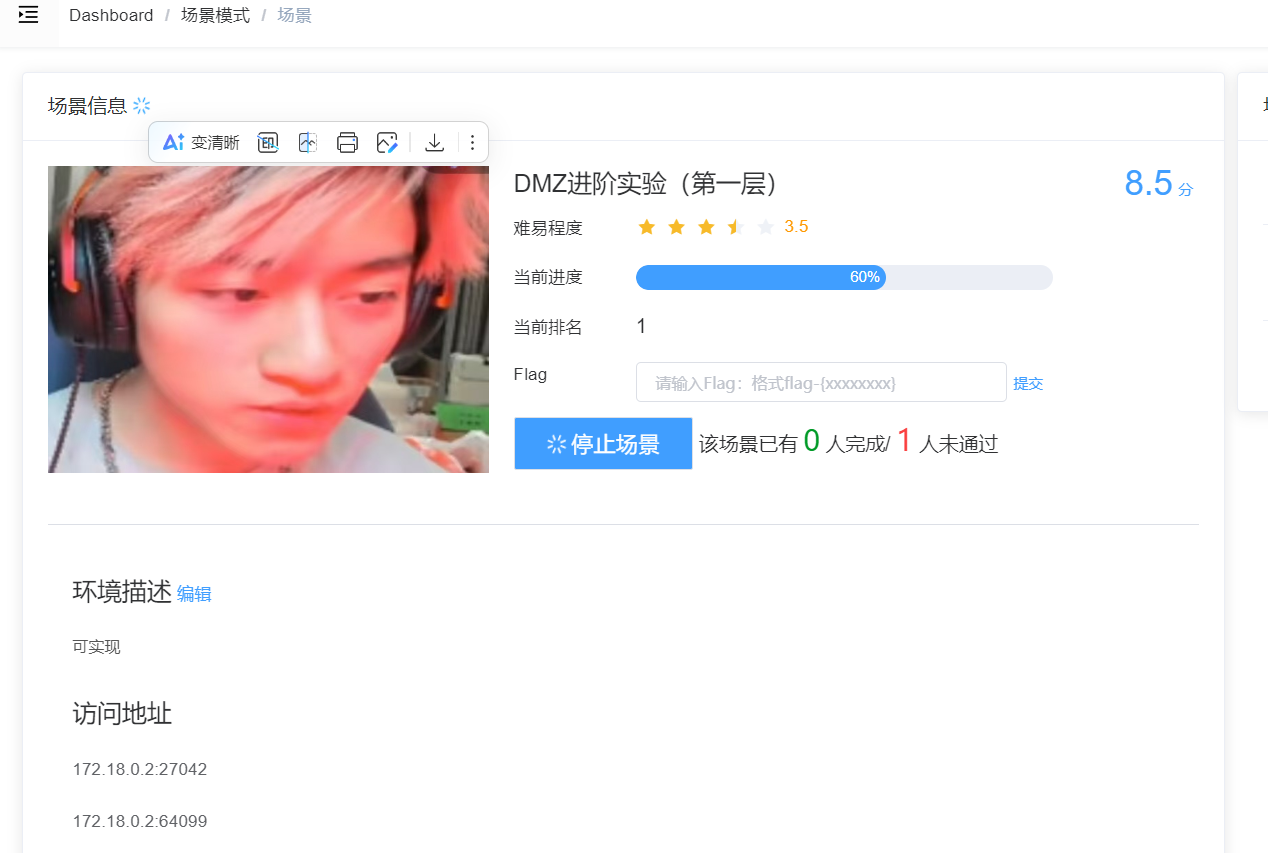 Dashboard / 场景模式 / 场景
场景信息
Ai 变清晰
DMZ进阶实验（第一层）
8.5 分
难易程度 3.5
当前进度 60%
当前排名 1
Flag 请输入Flag：格式flag-{xxxxxxxx} 提交
停止场景 该场景已有 0 人完成/ 1 人未通过
环境描述 编辑
可实现
访问地址
172.18.0.2:27042
172.18.0.2:64099